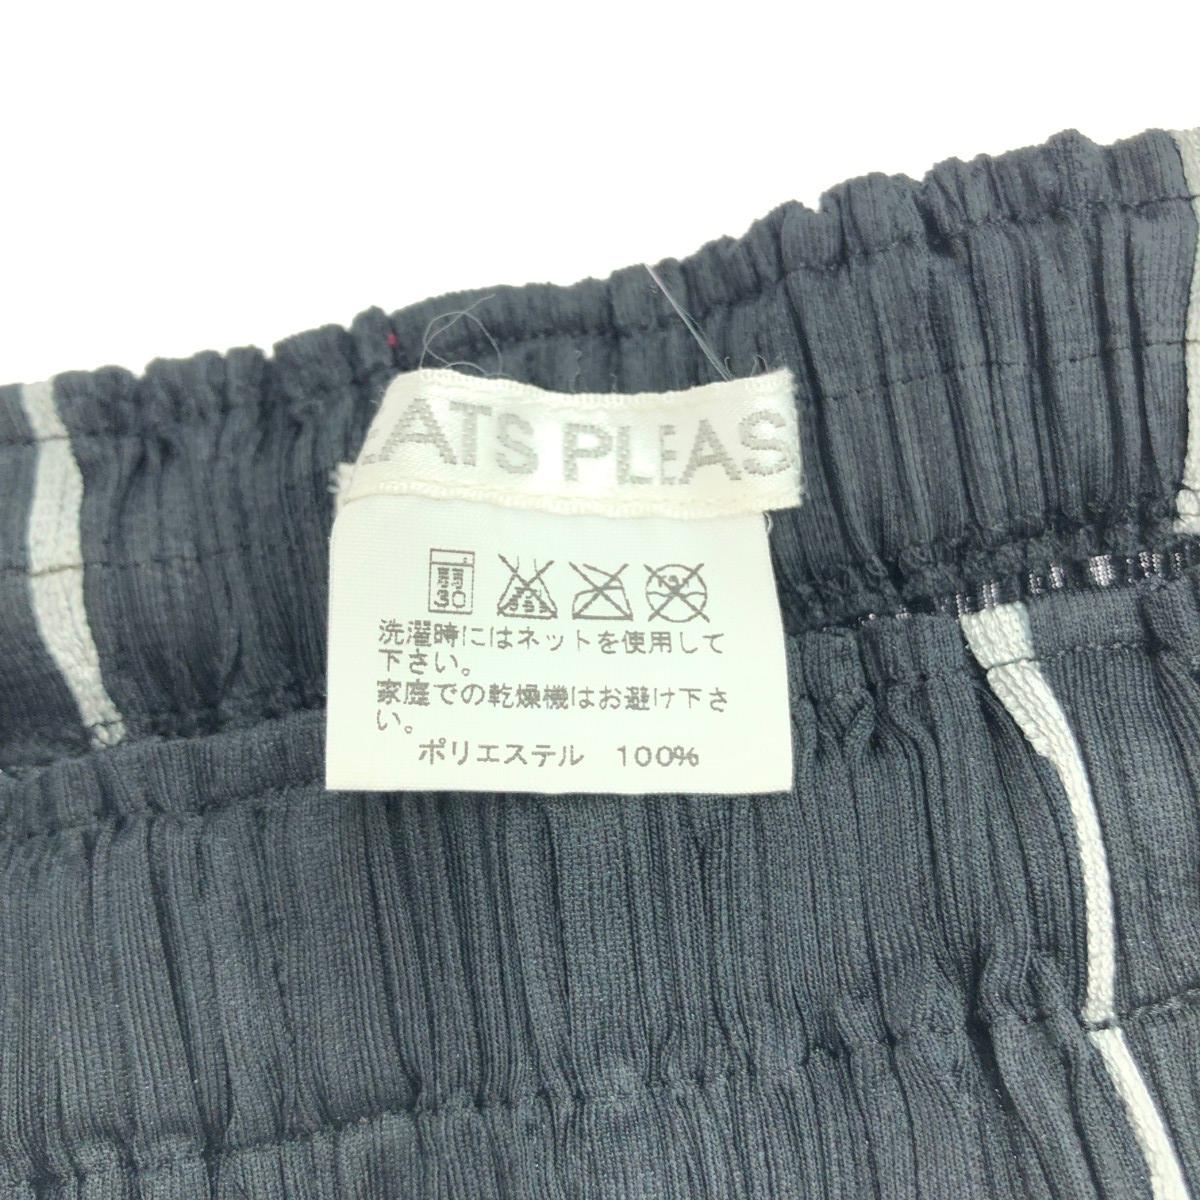 EATS PLEAS
弱
30
洗濯時にはネットを使用して
下さい。
家庭での乾燥機はお避け下さ
い。
ポリエステル 100%